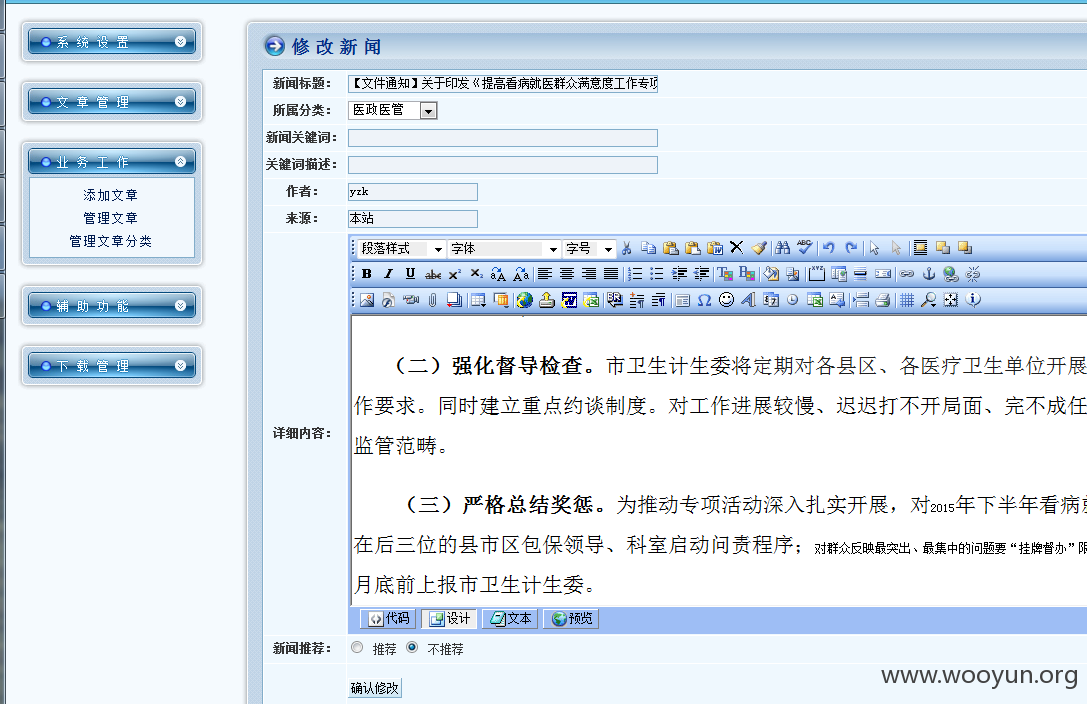 系统设置
文章管理
业务工作
添加文章
管理文章
管理文章分类
辅助功能
下载管理
修改新闻
新闻标题： 【文件通知】关于印发《提高看病就医群众满意度工作专项
所属分类： 医政医管
新闻关键词：
关键词描述：
作者： yzk
来源： 本站
段落样式 字体 字号
详细内容：
（二）强化督导检查。市卫生计生委将定期对各县区、各医疗卫生单位开展
作要求。同时建立重点约谈制度。对工作进展较慢、迟迟打不开局面、完不成任
监管范畴。
（三）严格总结奖惩。为推动专项活动深入扎实开展，对2015年下半年看病
在后三位的县市区包保领导、科室启动问责程序；对群众反映最突出、最集中的问题要“挂牌督办”限
月底前上报市卫生计生委。
代码 设计 文本 预览
新闻推荐： 推荐 不推荐
确认修改
www.wooyun.org